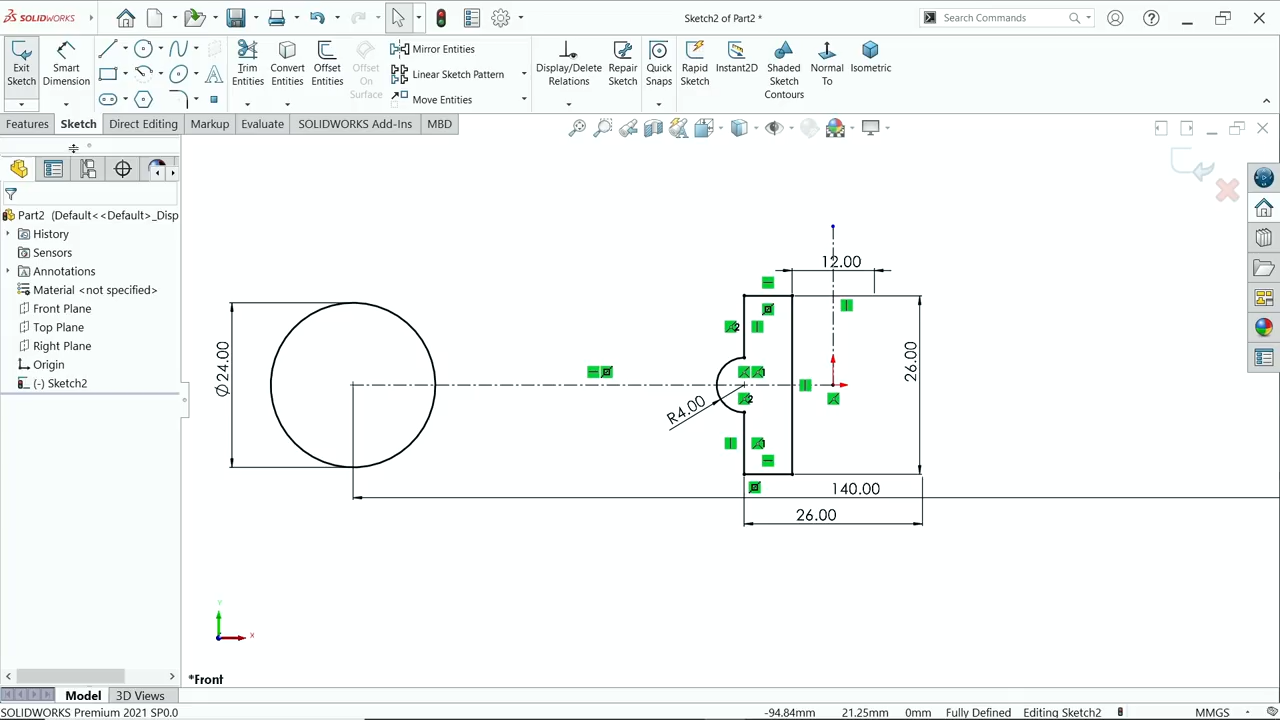 SOLIDWORKS
Sketch2 of Part2 *
Search Commands
Exit Sketch
Smart Dimension
Trim Entities
Convert Entities
Offset Entities
Offset On Surface
Mirror Entities
Linear Sketch Pattern
Move Entities
Display/Delete Relations
Repair Sketch
Quick Snaps
Rapid Sketch
Instant2D
Shaded Sketch Contours
Normal To
Isometric
Features
Sketch
Direct Editing
Markup
Evaluate
SOLIDWORKS Add-Ins
MBD
Part2 (Default<<Default>_Disp
History
Sensors
Annotations
Material <not specified>
Front Plane
Top Plane
Right Plane
Origin
(-) Sketch2
12.00
Ø24.00
26.00
R4.00
140.00
26.00
Y
X
*Front
Model
3D Views
SOLIDWORKS Premium 2021 SP0.0
-94.84mm
21.25mm
0mm
Fully Defined
Editing Sketch2
MMGS